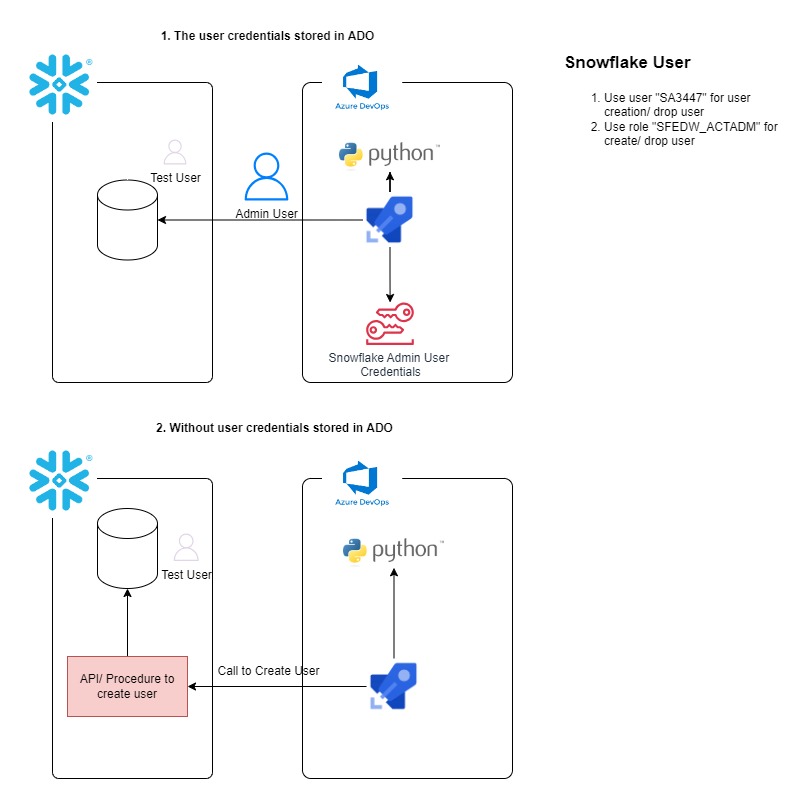 1. The user credentials stored in ADO
®
Azure DevOps
Snowflake User
1. Use user "SA3447" for user
creation/ drop user
2. Use role "SFEDW_ACTADM" for
create/ drop user
python™
Test User
Admin User
Snowflake Admin User
Credentials
2. Without user credentials stored in ADO
®
Azure DevOps
python™
Test User
Call to Create User
API/ Procedure to
create user